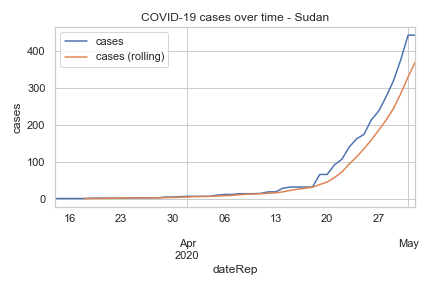 COVID-19 cases over time - Sudan
cases
cases (rolling)
cases
400
300
200
100
0
16 23 30 06 13 20 27
Apr May
2020
dateRep